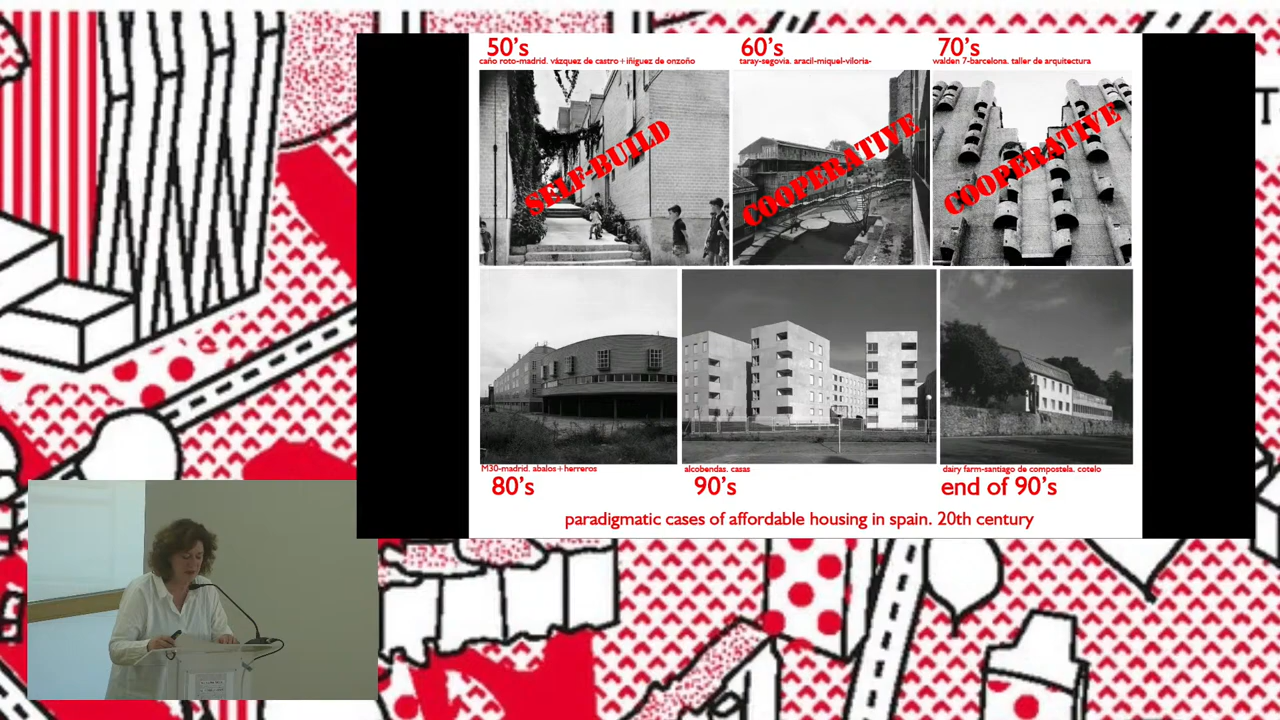 50's
60's
70's
caño roto-madrid. vázquez de castro+iñiguez de onzoño
taray-segovia. aracil-miquel-viloria-
walden 7-barcelona. taller de arquitectura
SELF-BUILD
COOPERATIVE
COOPERATIVE
M30-madrid. abalos+herreros
alcobendas. casas
dairy farm-santiago de compostela. cotelo
80's
90's
end of 90's
paradigmatic cases of affordable housing in spain. 20th century
T